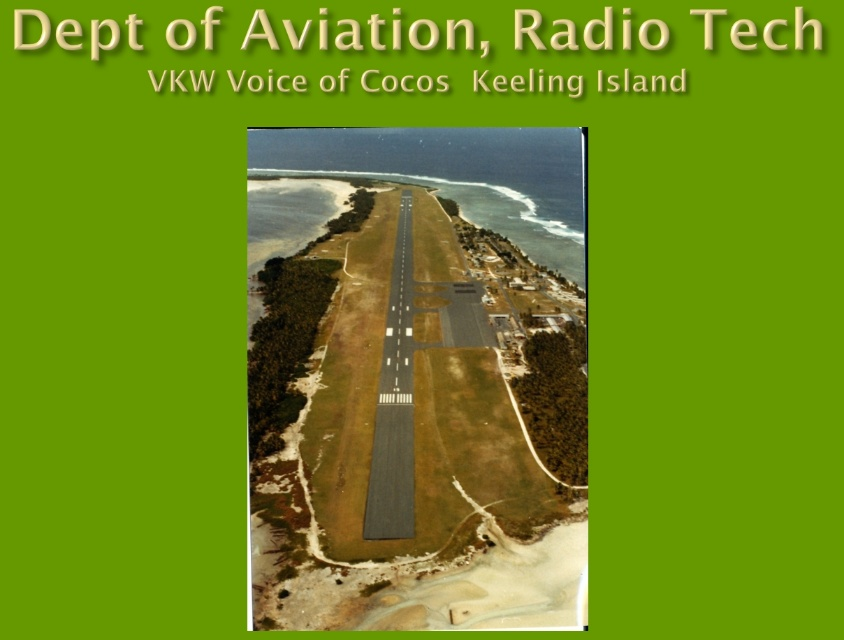 Dept of Aviation, Radio Tech
VKW Voice of Cocos Keeling Island